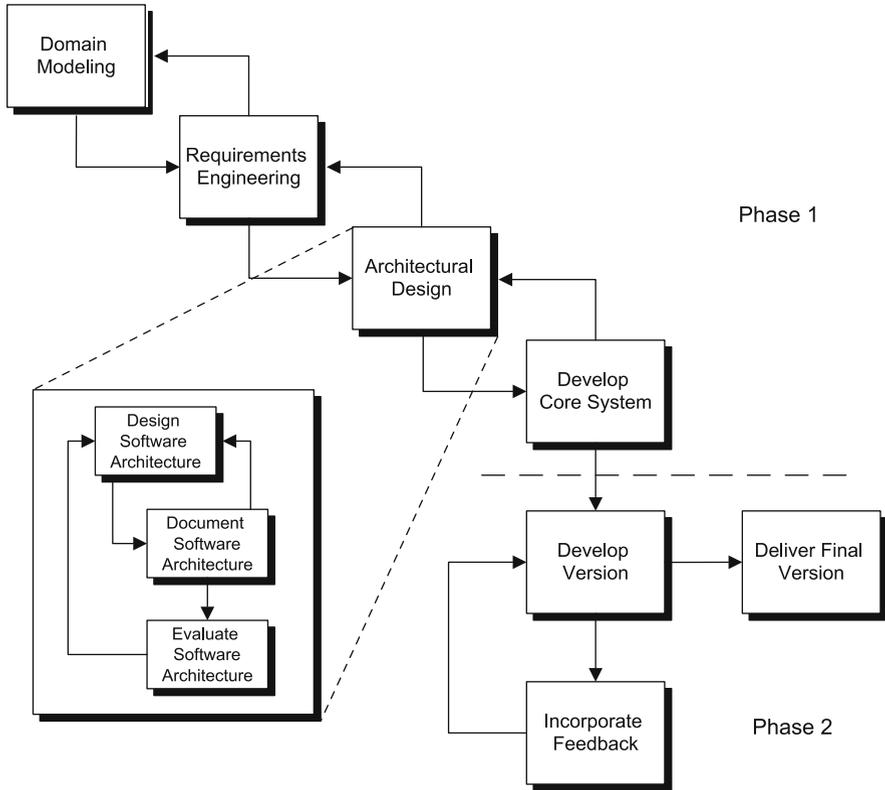 Domain
Modeling
Requirements
Engineering
Phase 1
Architectural
Design
Develop
Core System
Design
Software
Architecture
Document
Software
Architecture
Evaluate
Software
Architecture
Develop
Version
Deliver Final
Version
Incorporate
Feedback
Phase 2